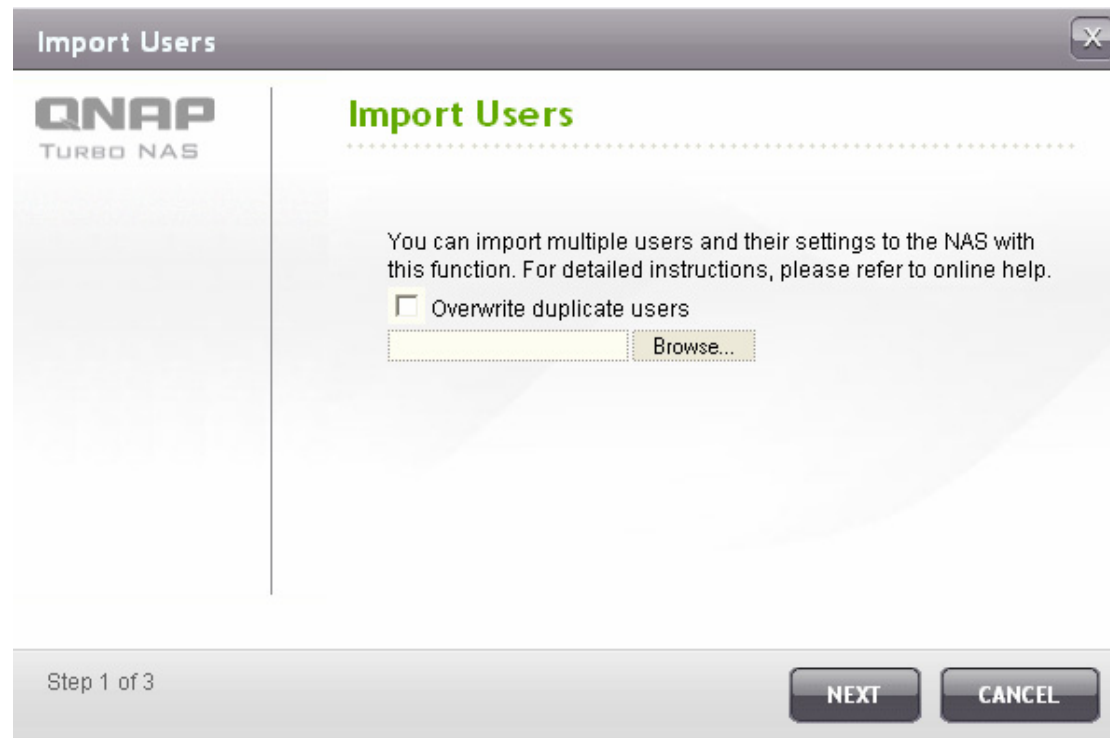 Import Users
X
QNAP
TURBO NAS
Import Users
You can import multiple users and their settings to the NAS with
this function. For detailed instructions, please refer to online help.
Overwrite duplicate users
Browse...
Step 1 of 3
NEXT
CANCEL